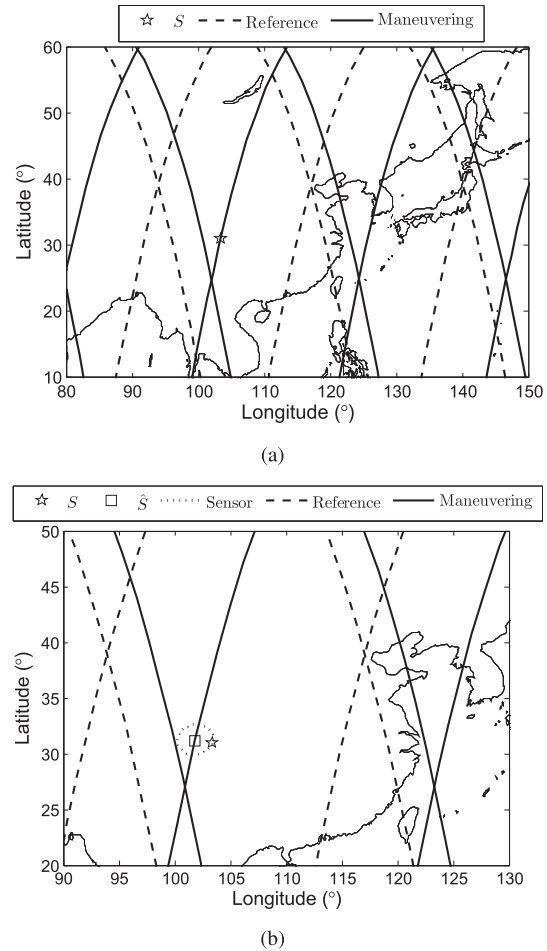 S Reference Maneuvering
60
50
40
30
20
10
Latitude (°)
80 90 100 110 120 130 140 150
Longitude (°)
(a)
S Ŝ Sensor Reference Maneuvering
50
45
40
35
30
25
20
Latitude (°)
90 95 100 105 110 115 120 125 130
Longitude (°)
(b)